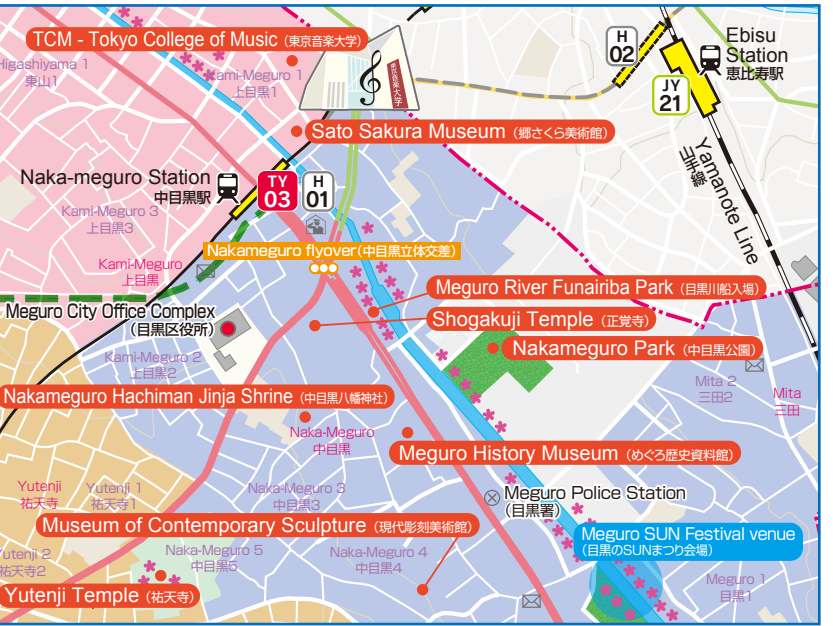 TCM - Tokyo College of Music (東京音楽大学)
Higashiyama 1
東山1
Kami-Meguro 1
上目黒1
東京音楽大学
H
02
Ebisu
Station
恵比寿駅
JY
21
Sato Sakura Museum (郷さくら美術館)
Yamanote Line
山手線
Naka-meguro Station
中目黒駅
TY
03
H
01
Kami-Meguro 3
上目黒3
Nakameguro flyover(中目黒立体交差)
Kami-Meguro
上目黒
Meguro River Funairiba Park (目黒川船入場)
Meguro City Office Complex
(目黒区役所)
Shogakuji Temple (正覚寺)
Nakameguro Park (中目黒公園)
Kami-Meguro 2
上目黒2
Mita 2
三田2
Mita
三田
Nakameguro Hachiman Jinja Shrine (中目黒八幡神社)
Naka-Meguro
中目黒
Meguro History Museum (めぐろ歴史資料館)
Yutenji
祐天寺
Yutenji 1
祐天寺1
Naka-Meguro 3
中目黒3
Meguro Police Station
(目黒署)
Museum of Contemporary Sculpture (現代彫刻美術館)
Meguro SUN Festival venue
(目黒のSUNまつり会場)
Yutenji 2
祐天寺2
Naka-Meguro 5
中目黒5
Naka-Meguro 4
中目黒4
Meguro 1
目黒1
Yutenji Temple (祐天寺)